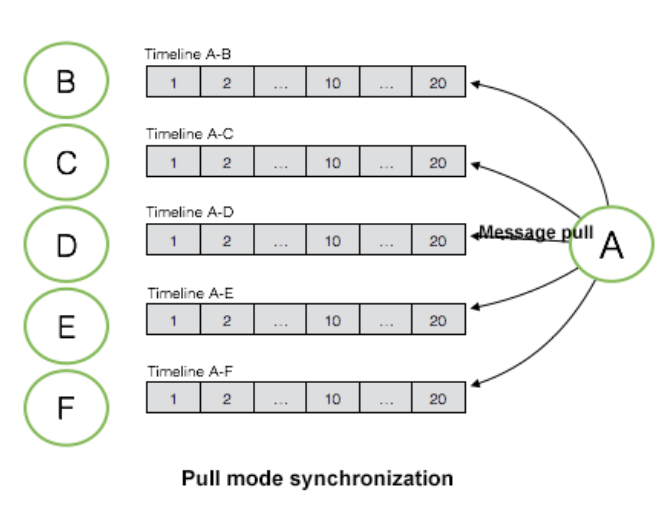 Timeline A-B
B 1 2 ... 10 ... 20
Timeline A-C
C 1 2 ... 10 ... 20
Timeline A-D
D 1 2 ... 10 ... 20 Message pull A
Timeline A-E
E 1 2 ... 10 ... 20
Timeline A-F
F 1 2 ... 10 ... 20
Pull mode synchronization